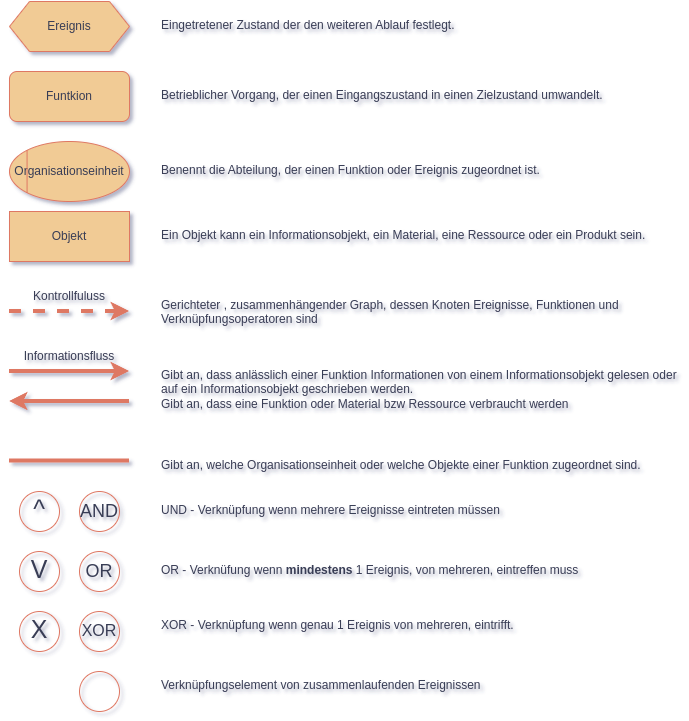 Ereignis
Eingetretener Zustand der den weiteren Ablauf festlegt.
Funtkion
Betrieblicher Vorgang, der einen Eingangszustand in einen Zielzustand umwandelt.
Organisationseinheit
Benennt die Abteilung, der einen Funktion oder Ereignis zugeordnet ist.
Objekt
Ein Objekt kann ein Informationsobjekt, ein Material, eine Ressource oder ein Produkt sein.
Kontrollfuluss
Gerichteter , zusammenhängender Graph, dessen Knoten Ereignisse, Funktionen und
Verknüpfungsoperatoren sind
Informationsfluss
Gibt an, dass anlässlich einer Funktion Informationen von einem Informationsobjekt gelesen oder
auf ein Informationsobjekt geschrieben werden.
Gibt an, dass eine Funktion oder Material bzw Ressource verbraucht werden
Gibt an, welche Organisationseinheit oder welche Objekte einer Funktion zugeordnet sind.
^ AND UND - Verknüpfung wenn mehrere Ereignisse eintreten müssen
V OR OR - Verknüfung wenn mindestens 1 Ereignis, von mehreren, eintreffen muss
X XOR XOR - Verknüpfung wenn genau 1 Ereignis von mehreren, eintrifft.
Verknüpfungselement von zusammenlaufenden Ereignissen